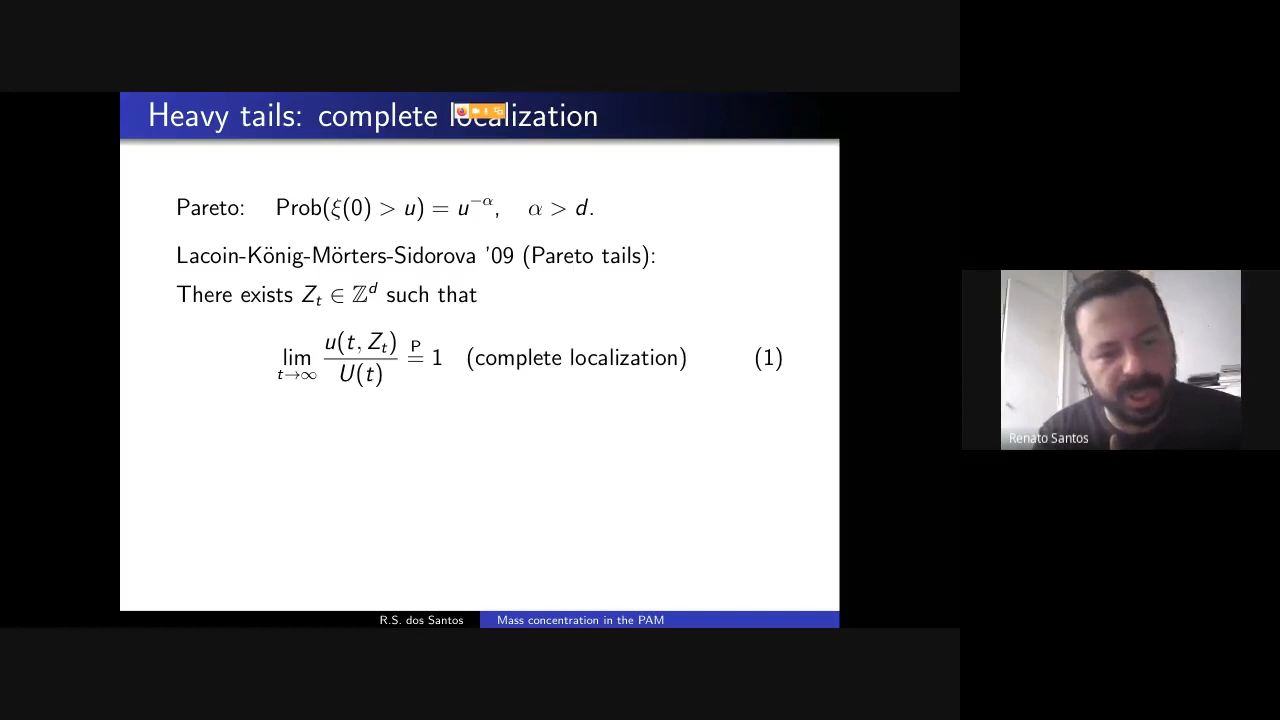 Heavy tails: complete localization
Pareto: Prob(ξ(0) > u) = u^{−α}, α > d.
Lacoin-König-Mörters-Sidorova '09 (Pareto tails):
There exists Z_t ∈ ℤ^d such that
lim_{t→∞} u(t, Z_t)/U(t) =^P 1 (complete localization) (1)
Renato Santos
R.S. dos Santos Mass concentration in the PAM